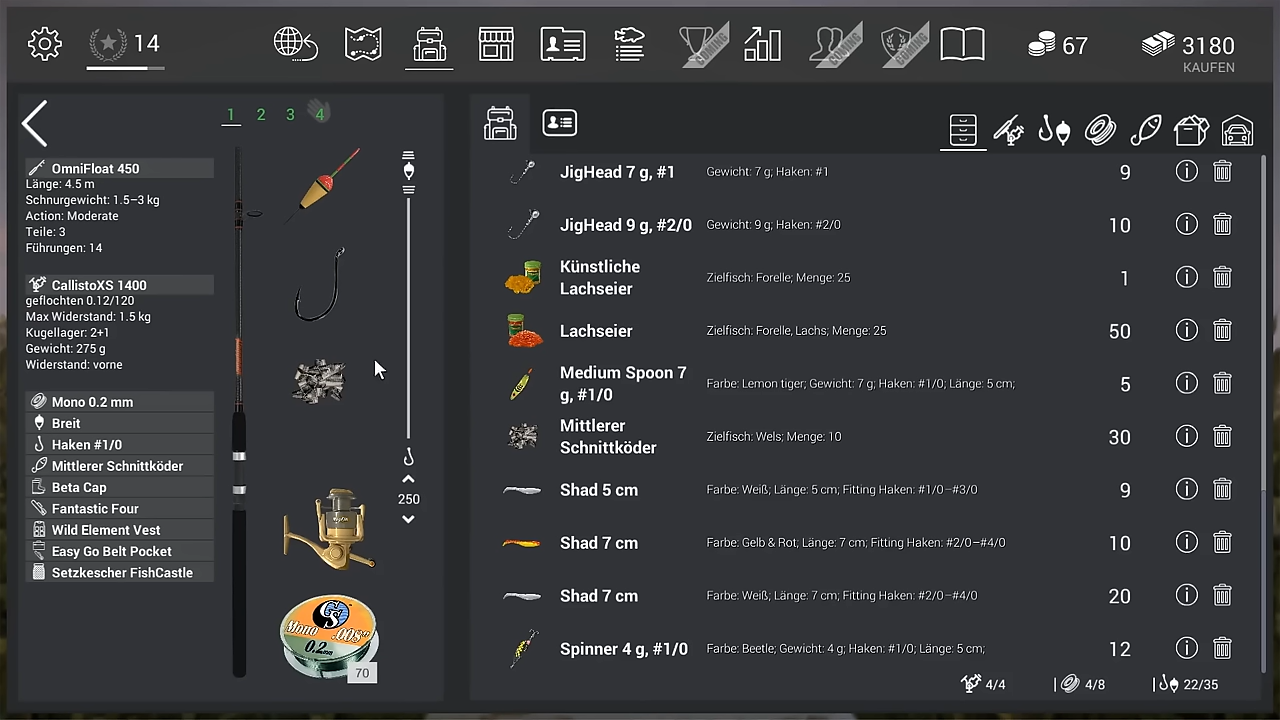 14
COMING
COMING
COMING
67
3180
KAUFEN
1 2 3 4
OmniFloat 450
Länge: 4.5 m
Schnurgewicht: 1.5–3 kg
Action: Moderate
Teile: 3
Führungen: 14
CallistoXS 1400
geflochten 0.12/120
Max Widerstand: 1.5 kg
Kugellager: 2+1
Gewicht: 275 g
Widerstand: vorne
Mono 0.2 mm
Breit
Haken #1/0
Mittlerer Schnittköder
Beta Cap
Fantastic Four
Wild Element Vest
Easy Go Belt Pocket
Setzkescher FishCastle
250
Mono .008"
0.2
70
JigHead 7 g, #1 Gewicht: 7 g; Haken: #1 9
JigHead 9 g, #2/0 Gewicht: 9 g; Haken: #2/0 10
Künstliche
Lachseier Zielfisch: Forelle; Menge: 25 1
Lachseier Zielfisch: Forelle, Lachs; Menge: 25 50
Medium Spoon 7
g, #1/0 Farbe: Lemon tiger; Gewicht: 7 g; Haken: #1/0; Länge: 5 cm; 5
Mittlerer
Schnittköder Zielfisch: Wels; Menge: 10 30
Shad 5 cm Farbe: Weiß; Länge: 5 cm; Fitting Haken: #1/0–#3/0 9
Shad 7 cm Farbe: Gelb & Rot; Länge: 7 cm; Fitting Haken: #2/0–#4/0 10
Shad 7 cm Farbe: Weiß; Länge: 7 cm; Fitting Haken: #2/0–#4/0 20
Spinner 4 g, #1/0 Farbe: Beetle; Gewicht: 4 g; Haken: #1/0; Länge: 5 cm; 12
4/4 4/8 22/35